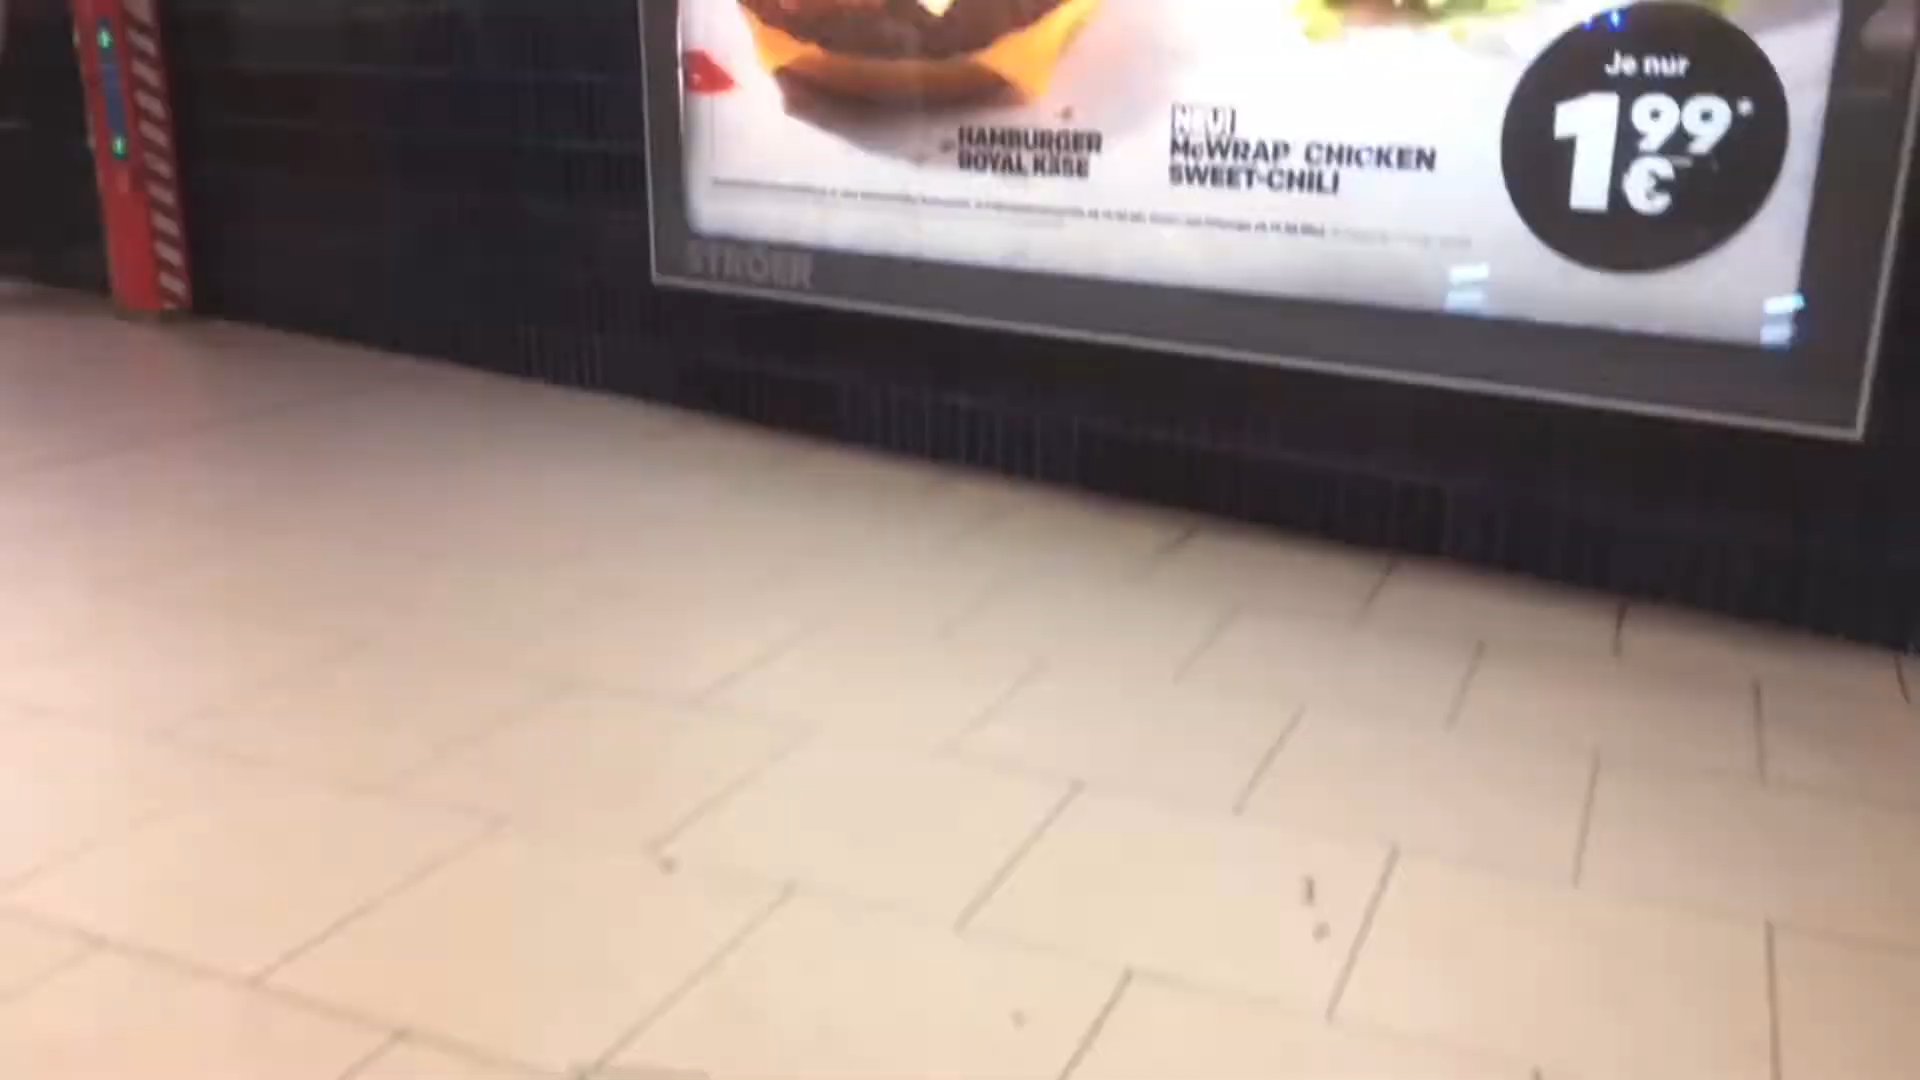 Je nur
1 99*
€
HAMBURGER
ROYAL KÄSE
NEU!
McWRAP CHICKEN
SWEET-CHILI
STRÖER